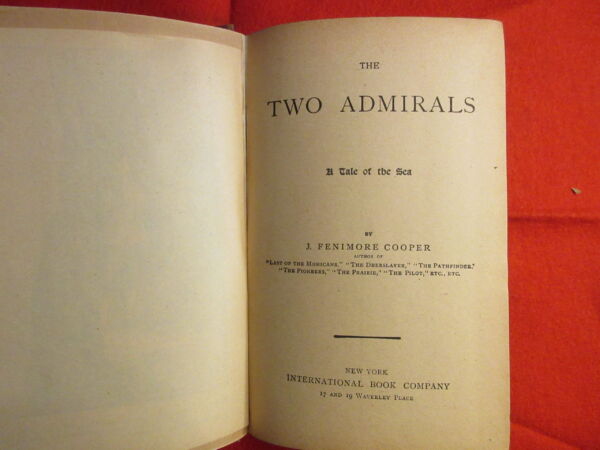 THE
TWO ADMIRALS
A Tale of the Sea
BY
J. FENIMORE COOPER
AUTHOR OF
"LAST OF THE MOHICANS," "THE DEERSLAYER," "THE PATHFINDER,"
"THE PIONEERS," "THE PRAIRIE," "THE PILOT," ETC., ETC.
NEW YORK
INTERNATIONAL BOOK COMPANY
17 AND 19 WAVERLEY PLACE